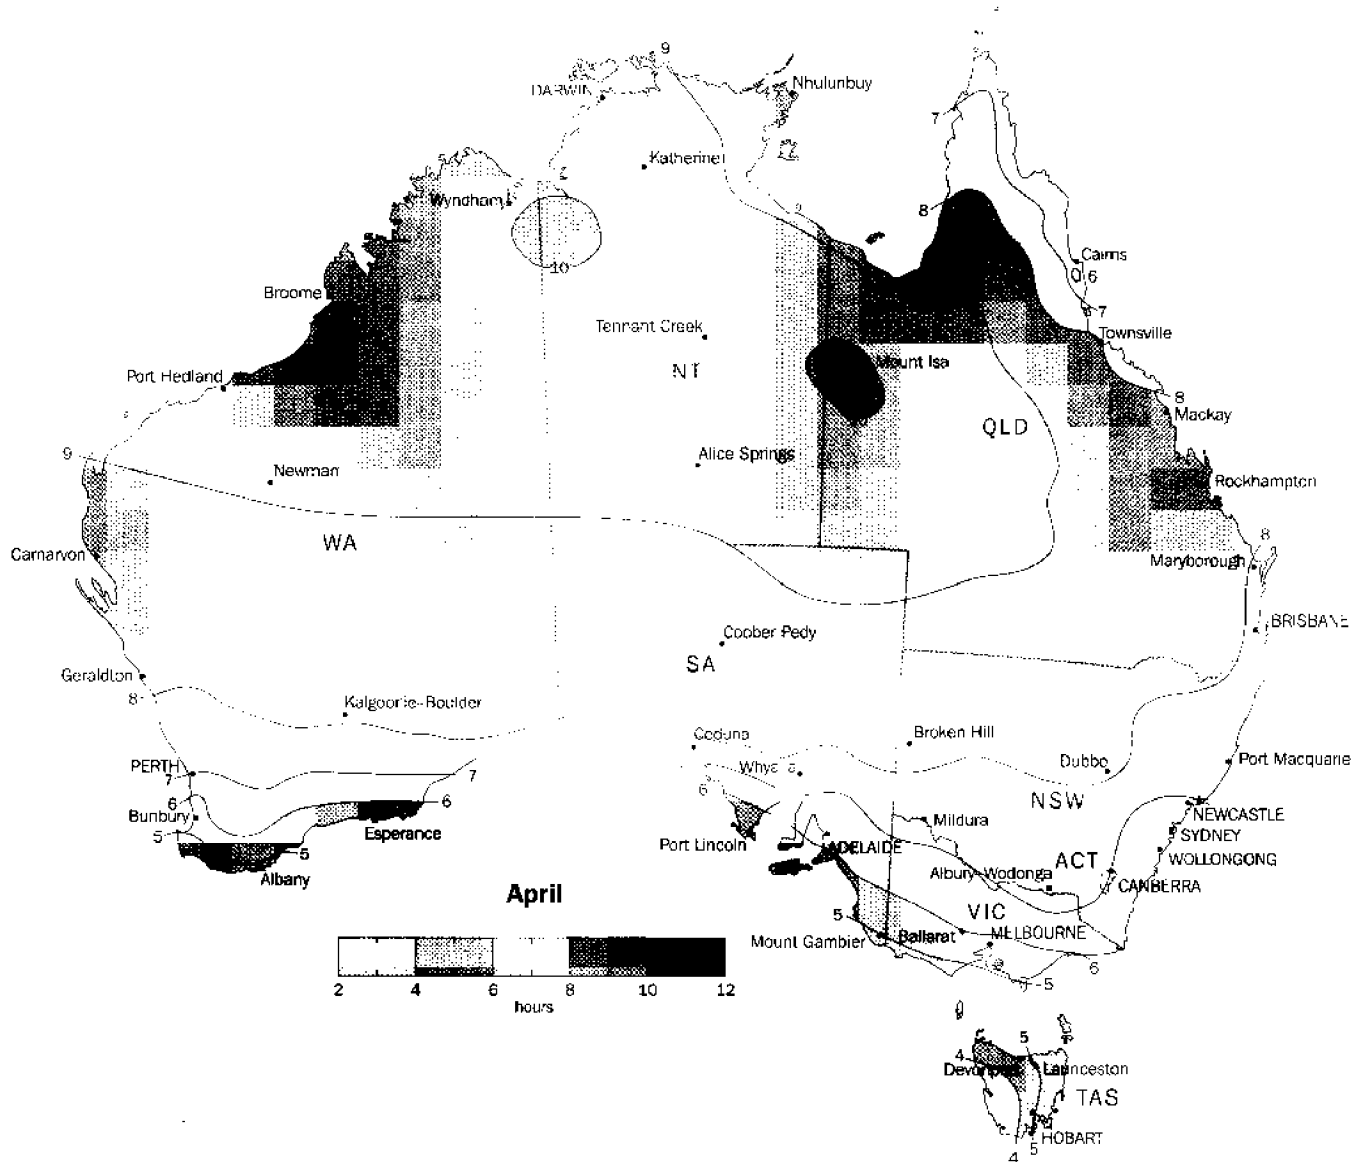 9
DARWIN
Nhulunbuy
7
Katherine
Wyndham
8
9
10
Cairns
6
Broome
7
Tennant Creek
Townsville
NT
Mount Isa
Port Hedland
8
Mackay
QLD
9
Alice Springs
Newman
Rockhampton
WA
8
Carnarvon
Maryborough
BRISBANE
Coober Pedy
SA
Geraldton
8
Kalgoorlie-Boulder
Ceduna
Broken Hill
Dubbo
Port Macquarie
PERTH
7
7
Whyalla
6
6
6
NSW
NEWCASTLE
Bunbury
5
Esperance
Mildura
SYDNEY
Port Lincoln
ADELAIDE
ACT
WOLLONGONG
5
Albany
Albury-Wodonga
CANBERRA
April
VIC
5
Mount Gambier
Ballarat
MELBOURNE
6
5
2 4 6 8 10 12
hours
5
4
Devonport
Launceston
TAS
HOBART
4
5